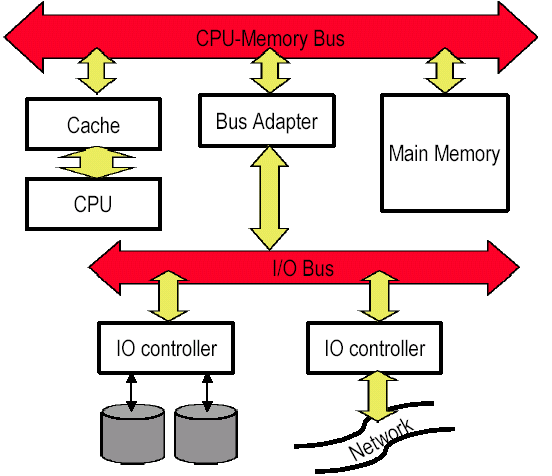 CPU-Memory Bus
Cache
Bus Adapter
Main Memory
CPU
I/O Bus
IO controller
IO controller
Network